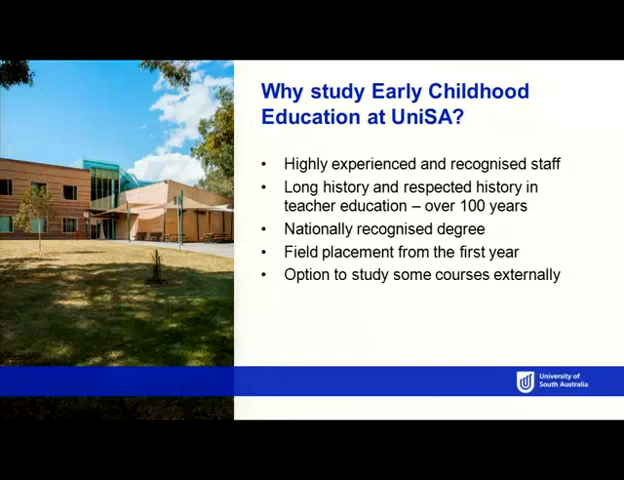 Why study Early Childhood
Education at UniSA?
• Highly experienced and recognised staff
• Long history and respected history in
teacher education – over 100 years
• Nationally recognised degree
• Field placement from the first year
• Option to study some courses externally
University of
South Australia